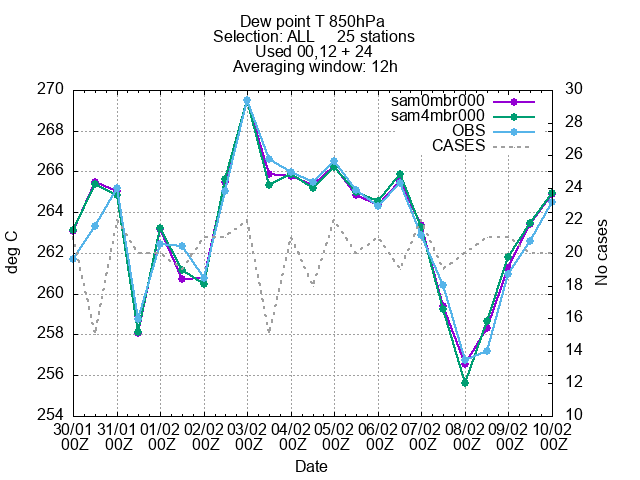 Dew point T 850hPa
Selection: ALL 25 stations
Used 00,12 + 24
Averaging window: 12h
270
268
266
264
262
260
258
256
254
deg C
sam0mbr000
sam4mbr000
OBS
CASES
30
28
26
24
22
20
18
16
14
12
10
No cases
30/01 31/01 01/02 02/02 03/02 04/02 05/02 06/02 07/02 08/02 09/02 10/02
00Z 00Z 00Z 00Z 00Z 00Z 00Z 00Z 00Z 00Z 00Z 00Z
Date